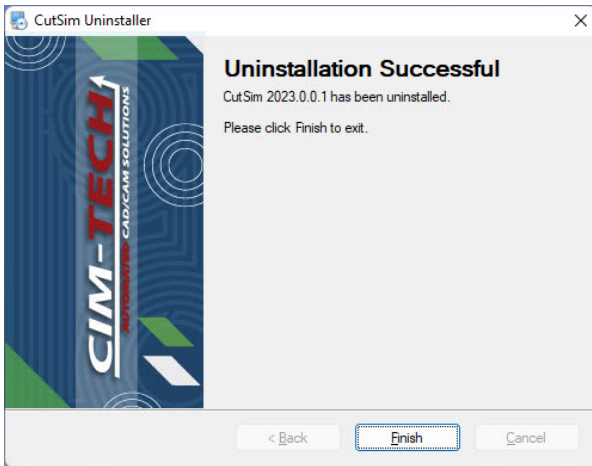 CutSim Uninstaller
CIM-TECH
AUTOMATED CAD/CAM SOLUTIONS
Uninstallation Successful
CutSim 2023.0.0.1 has been uninstalled.
Please click Finish to exit.
< Back
Finish
Cancel